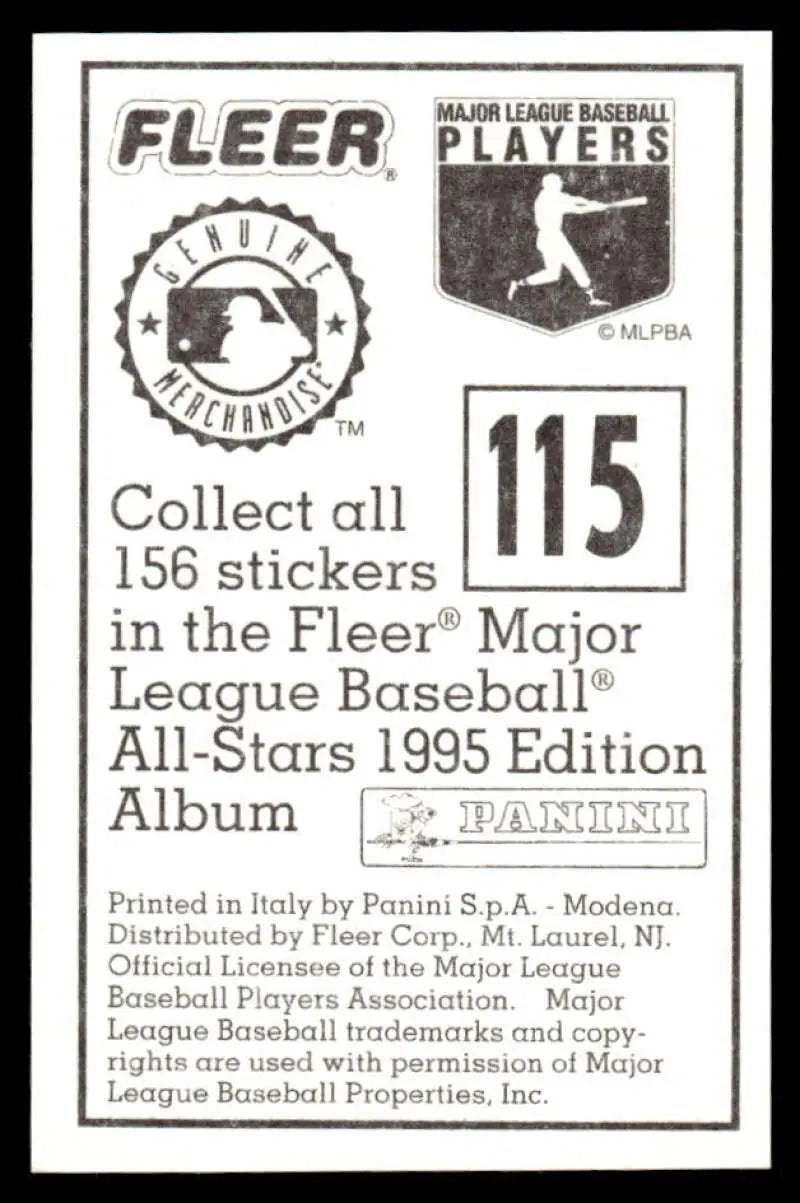 FLEER®
MAJOR LEAGUE BASEBALL
PLAYERS
© MLPBA
GENUINE
MERCHANDISE
TM
115
Collect all
156 stickers
in the Fleer® Major
League Baseball®
All-Stars 1995 Edition
Album
PANINI
Printed in Italy by Panini S.p.A. - Modena.
Distributed by Fleer Corp., Mt. Laurel, NJ.
Official Licensee of the Major League
Baseball Players Association. Major
League Baseball trademarks and copy-
rights are used with permission of Major
League Baseball Properties, Inc.